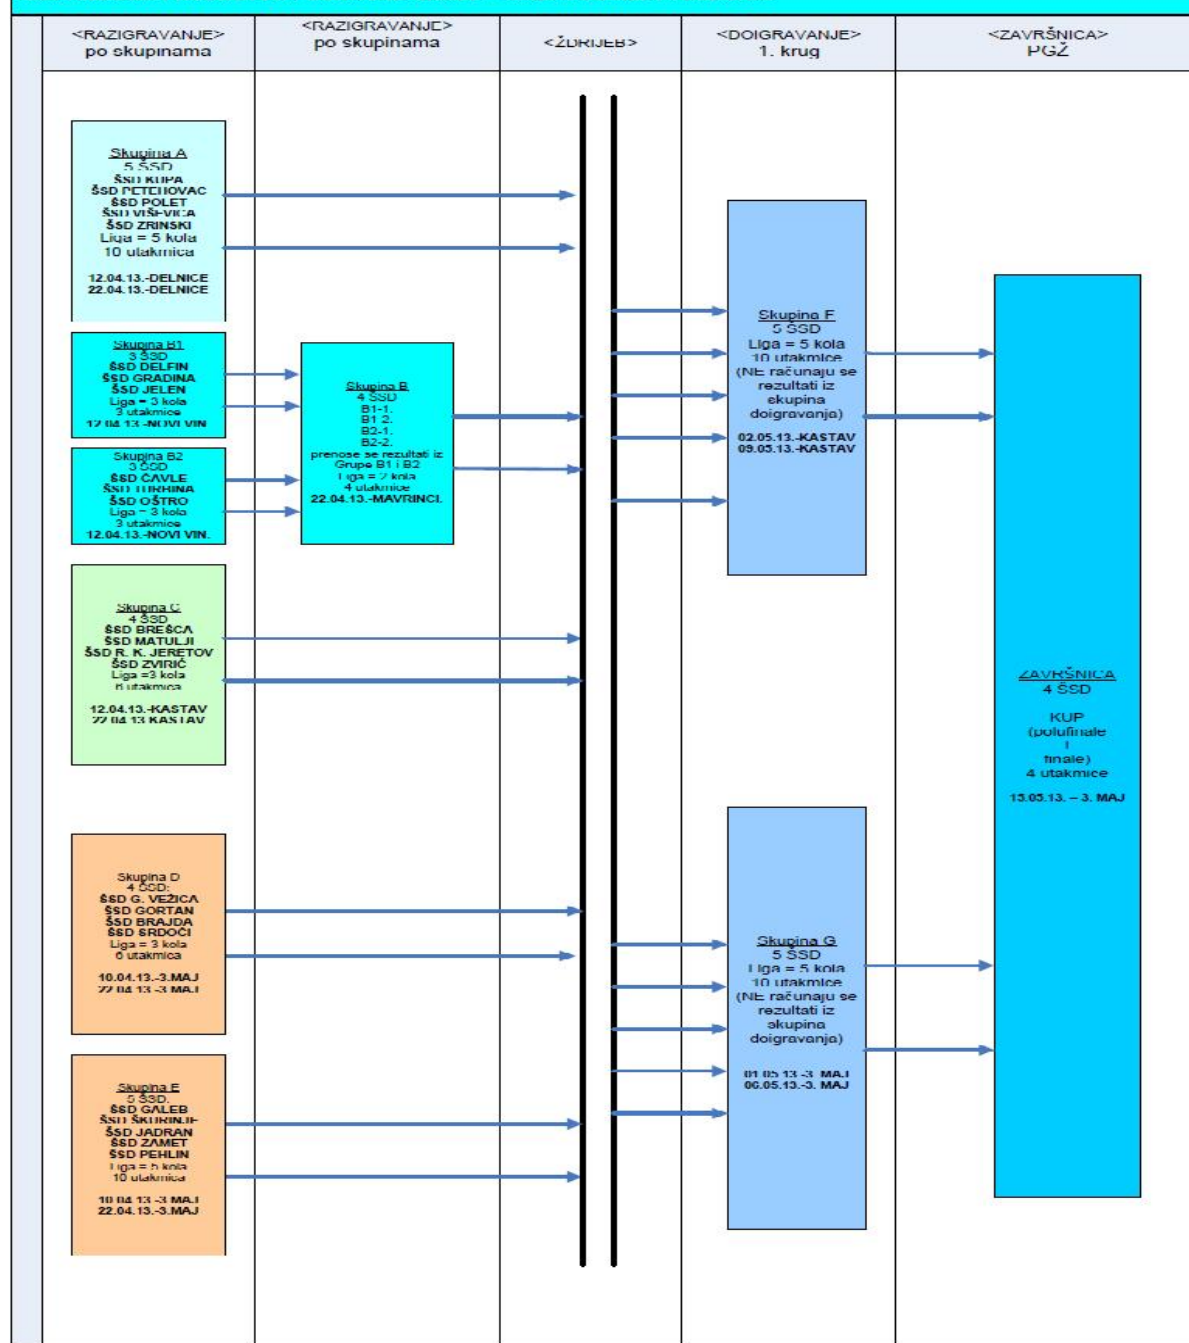 <RAZIGRAVANJE>
po skupinama
<RAZIGRAVANJE>
po skupinama
<ŽDRIJEB>
<DOIGRAVANJE>
1. krug
<ZAVRŠNICA>
PGŽ
Skupina A
5 ŠSD
ŠSD KUPA
ŠSD PETEHOVAC
ŠSD POLET
ŠSD VIŠEVICA
ŠSD ZRINSKI
Liga = 5 kola
10 utakmica
12.04.13.-DELNICE
22.04.13.-DELNICE
Skupina B1
3 ŠSD
ŠSD DELFIN
ŠSD GRADINA
ŠSD JELEN
Liga = 3 kola
3 utakmice
12.04.13.-NOVI VIN.
Skupina B2
3 ŠSD
ŠSD ČAVLE
ŠSD TURBINA
ŠSD OŠTRO
Liga = 3 kola
3 utakmice
12.04.13.-NOVI VIN.
Skupina B
4 ŠSD
B1-1.
B1-2.
B2-1.
B2-2.
prenose se rezultati iz
Grupe B1 i B2
Liga = 2 kola
4 utakmice
22.04.13.-MAVRINCI.
Skupina C
4 ŠSD
ŠSD BREŠCA
ŠSD MATULJI
ŠSD R. K. JERETOV
ŠSD ZVIRIĆ
Liga =3 kola
6 utakmica
12.04.13.-KASTAV
22.04.13.KASTAV
Skupina D
4 ŠSD:
ŠSD G. VEŽICA
ŠSD GORTAN
ŠSD BRAJDA
ŠSD SRDOČI
Liga = 3 kola
6 utakmica
10.04.13.-3.MAJ
22.04.13.-3.MAJ
Skupina E
5 ŠSD:
ŠSD GALEB
ŠSD ŠKURINJE
ŠSD JADRAN
ŠSD ZAMET
ŠSD PEHLIN
Liga = 5 kola
10 utakmica
10.04.13.-3.MAJ
22.04.13.-3.MAJ
Skupina F
5 ŠSD
Liga = 5 kola
10 utakmice
(NE računaju se
rezultati iz
skupina
doigravanja)
02.05.13.-KASTAV
09.05.13.-KASTAV
Skupina G
5 ŠSD
Liga = 5 kola
10 utakmice
(NE računaju se
rezultati iz
skupina
doigravanja)
01.05.13.-3. MAJ
06.05.13.-3. MAJ
ZAVRŠNICA
4 ŠSD
KUP
(polufinale
i
finale)
4 utakmice
15.05.13. – 3. MAJ